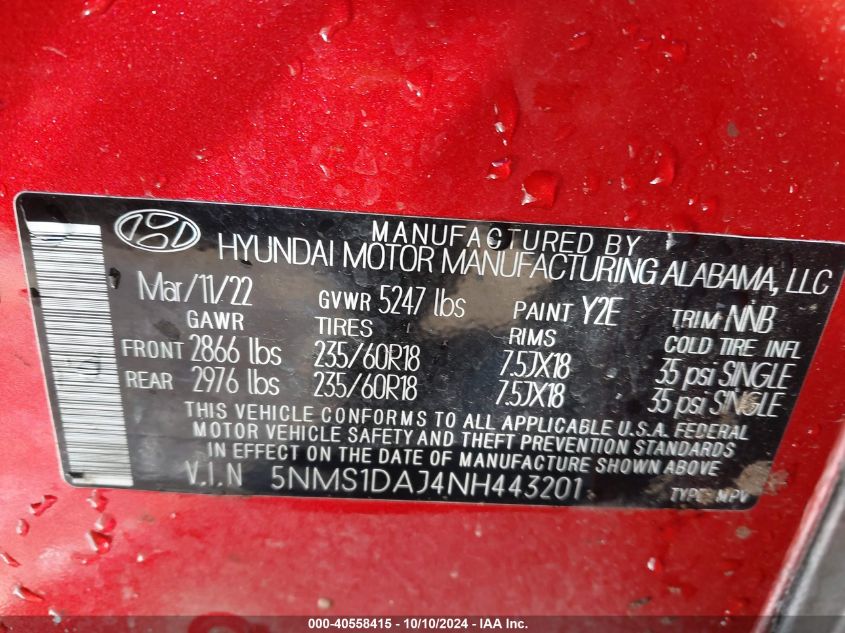 MANUFACTURED BY
HYUNDAI MOTOR MANUFACTURING ALABAMA, LLC
Mar/11/22 GVWR 5247 lbs PAINT Y2E TRIM NNB
GAWR TIRES RIMS COLD TIRE INFL
FRONT 2866 lbs 235/60R18 7.5JX18 35 psi SINGLE
REAR 2976 lbs 235/60R18 7.5JX18 35 psi SINGLE
THIS VEHICLE CONFORMS TO ALL APPLICABLE U.S.A. FEDERAL
MOTOR VEHICLE SAFETY AND THEFT PREVENTION STANDARDS
IN EFFECT ON THE DATE OF MANUFACTURE SHOWN ABOVE.
V.I.N 5NMS1DAJ4NH443201 TYPE: MPV
000-40558415 - 10/10/2024 - IAA Inc.